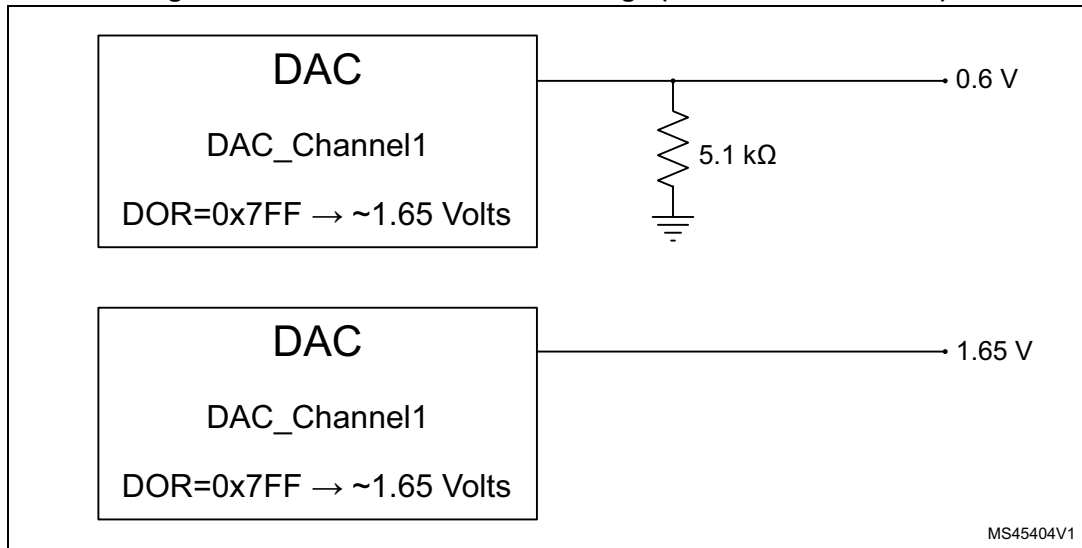 DAC
DAC_Channel1
DOR=0x7FF → ~1.65 Volts
0.6 V
5.1 kΩ
DAC
DAC_Channel1
DOR=0x7FF → ~1.65 Volts
1.65 V
MS45404V1